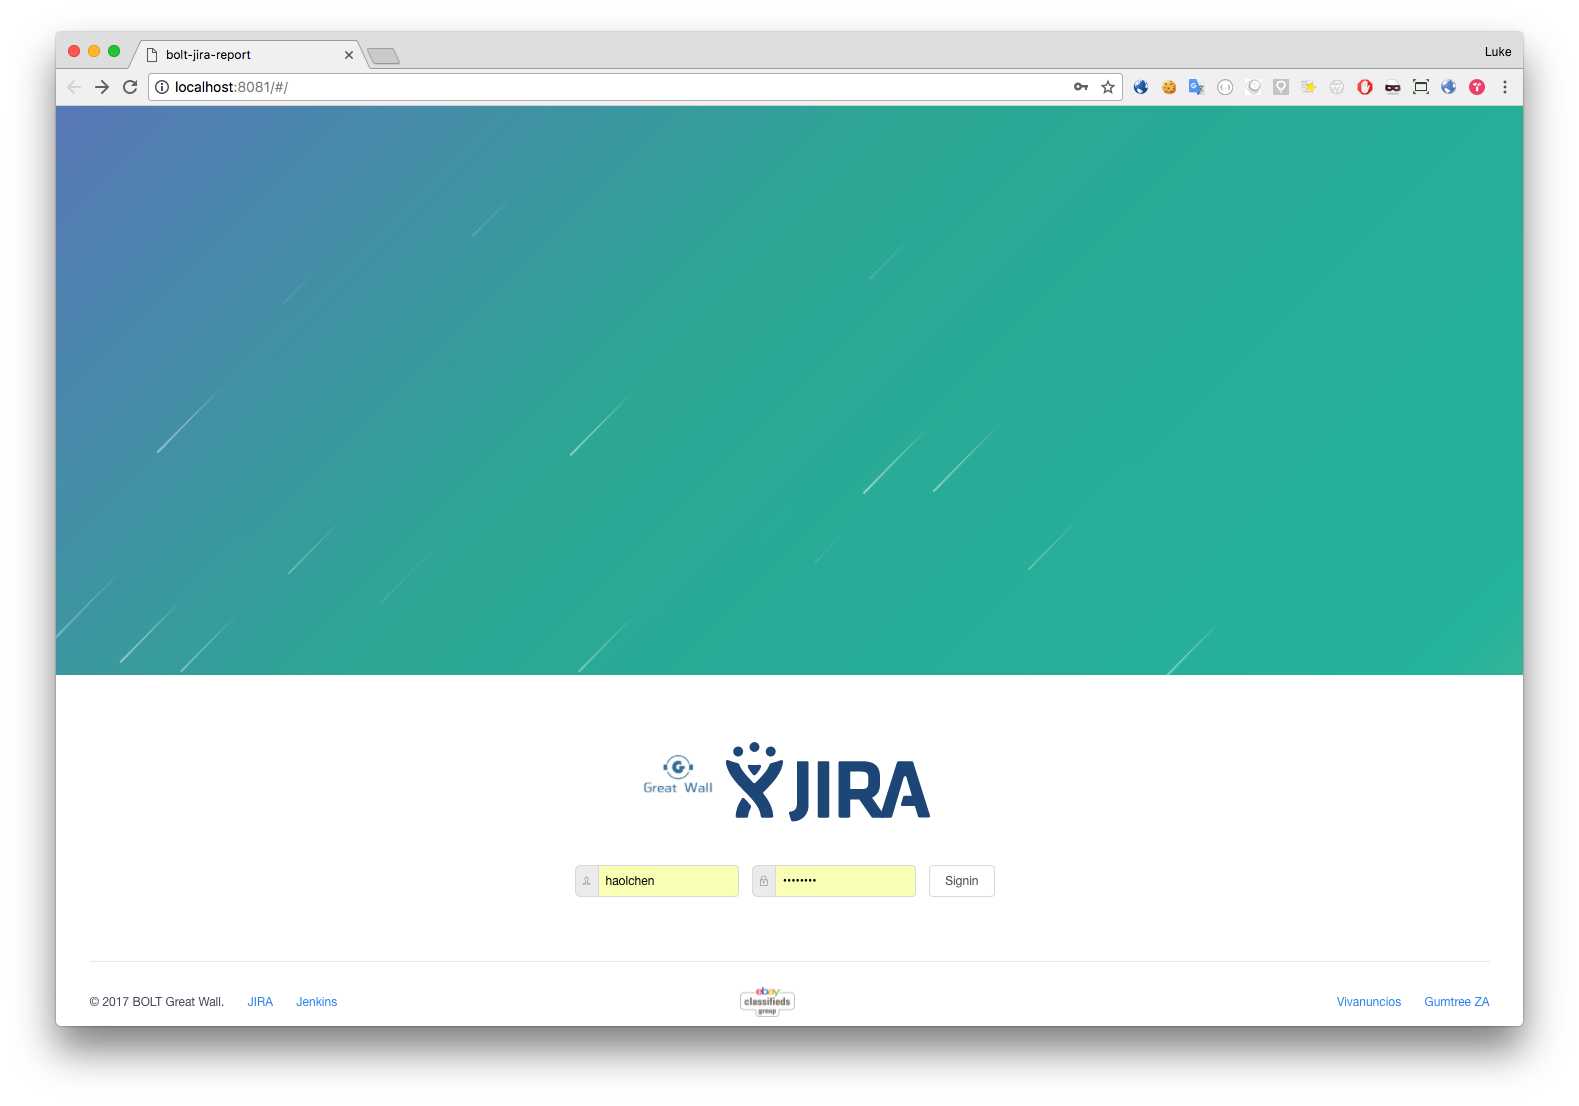 bolt-jira-report
Luke
localhost:8081/#/
G
Great Wall
JIRA
haolchen
••••••••
Signin
© 2017 BOLT Great Wall.
JIRA
Jenkins
ebay
classifieds
group
Vivanuncios
Gumtree ZA